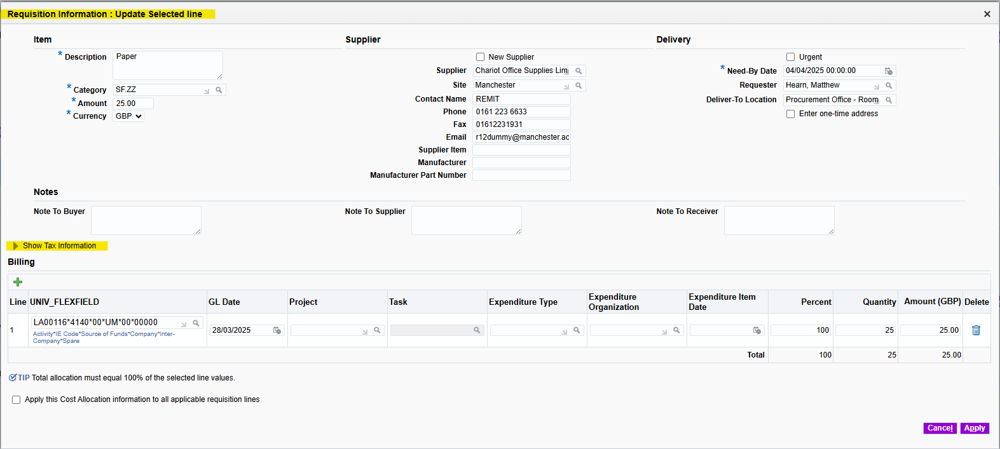 Requisition Information : Update Selected line
Item
* Description Paper
* Category SF.ZZ
* Amount 25.00
* Currency GBP
Supplier
New Supplier
Supplier Chariot Office Supplies Lim
Site Manchester
Contact Name REMIT
Phone 0161 223 6633
Fax 01612231931
Email r12dummy@manchester.ac
Supplier Item
Manufacturer
Manufacturer Part Number
Delivery
Urgent
* Need-By Date 04/04/2025 00:00:00
Requester Hearn, Matthew
Deliver-To Location Procurement Office - Room
Enter one-time address
Notes
Note To Buyer
Note To Supplier
Note To Receiver
Show Tax Information
Billing
Line UNIV_FLEXFIELD GL Date Project Task Expenditure Type Expenditure Organization Expenditure Item Date Percent Quantity Amount (GBP) Delete
1 LA00116*4140*00*UM*00*00000 28/03/2025 100 25 25.00
Activity*IE Code*Source of Funds*Company*Inter-
Company*Spare
Total 100 25 25.00
TIP Total allocation must equal 100% of the selected line values.
Apply this Cost Allocation information to all applicable requisition lines
Cancel Apply